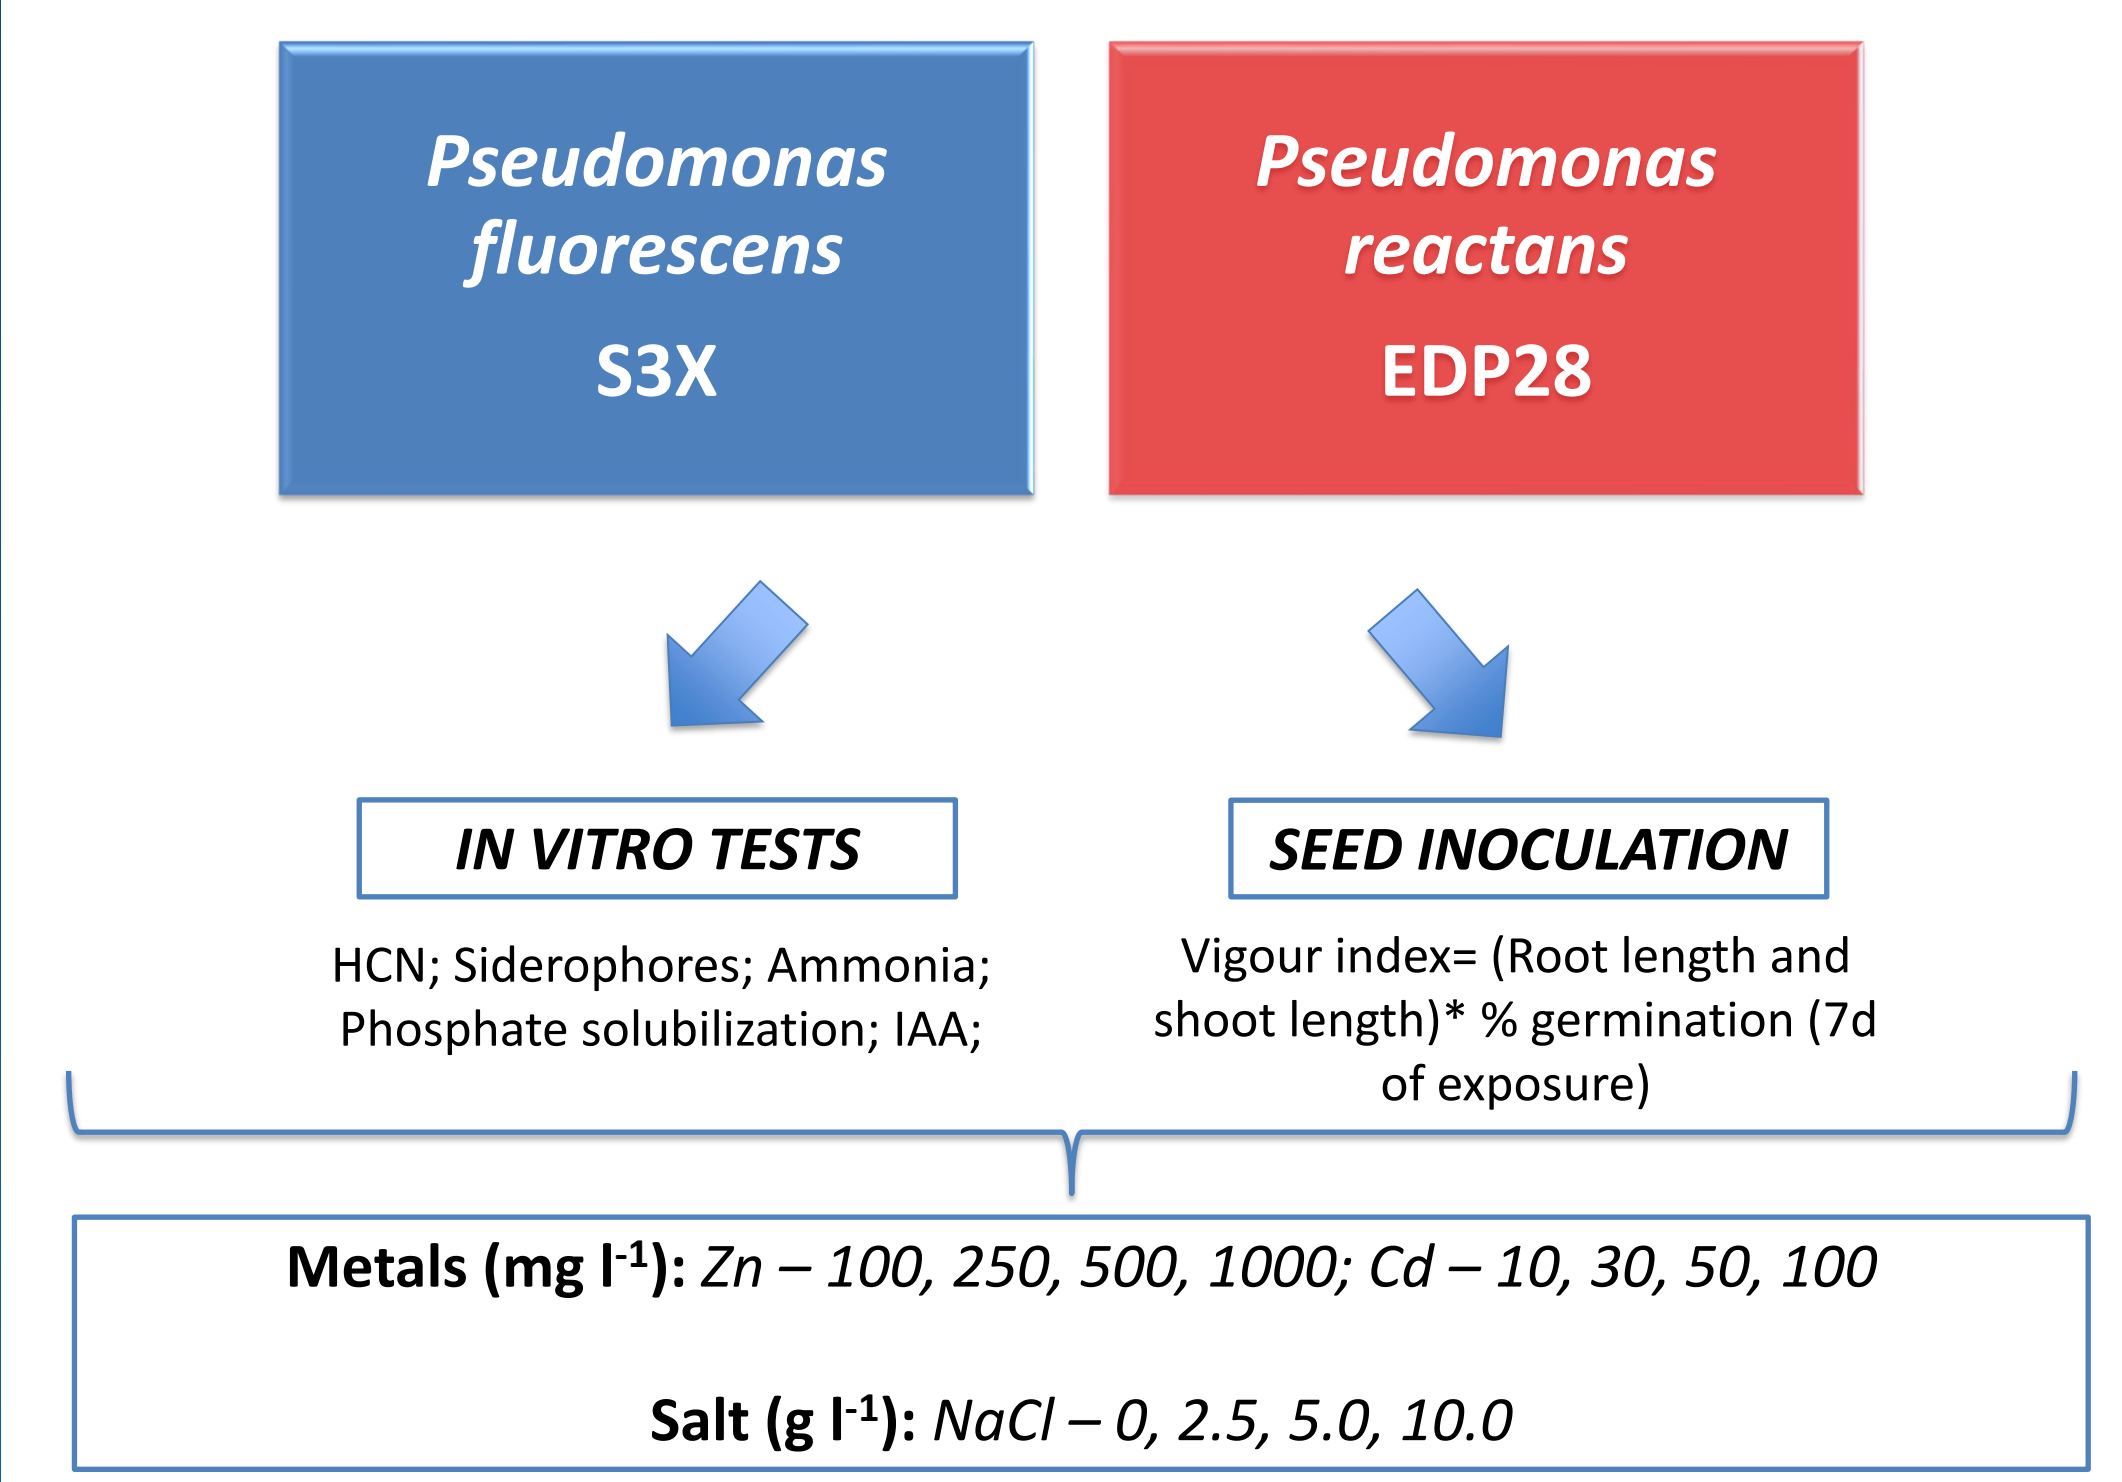 Pseudomonas
fluorescens
S3X
Pseudomonas
reactans
EDP28
IN VITRO TESTS
HCN; Siderophores; Ammonia;
Phosphate solubilization; IAA;
SEED INOCULATION
Vigour index= (Root length and
shoot length)* % germination (7d
of exposure)
Metals (mg l⁻¹): Zn – 100, 250, 500, 1000; Cd – 10, 30, 50, 100
Salt (g l⁻¹): NaCl – 0, 2.5, 5.0, 10.0